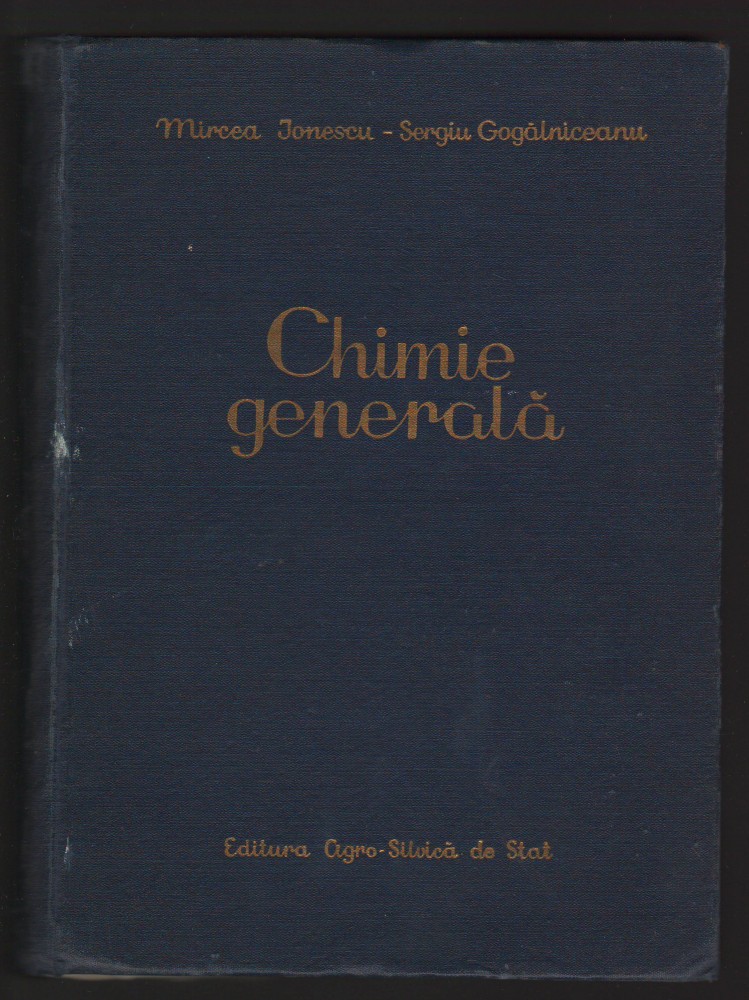 Mircea Ionescu - Sergiu Gogălniceanu
Chimie
generală
Editura Agro-Silvică de Stat